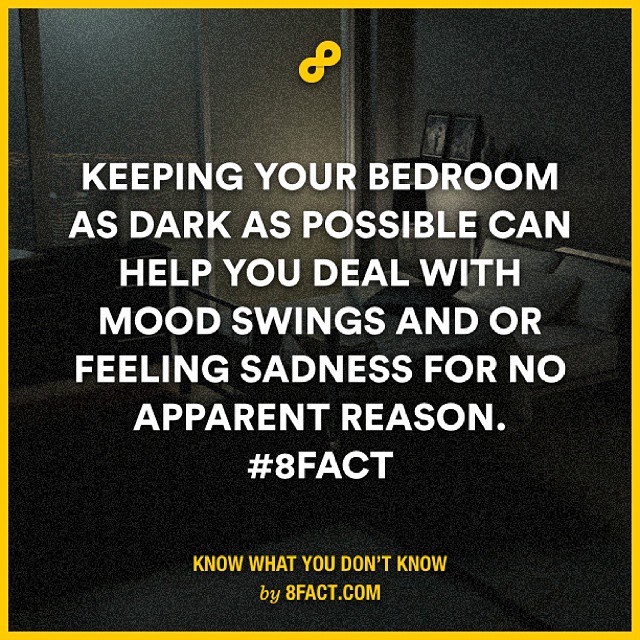 KEEPING YOUR BEDROOM
AS DARK AS POSSIBLE CAN
HELP YOU DEAL WITH
MOOD SWINGS AND OR
FEELING SADNESS FOR NO
APPARENT REASON.
#8FACT
KNOW WHAT YOU DON'T KNOW
by 8FACT.COM